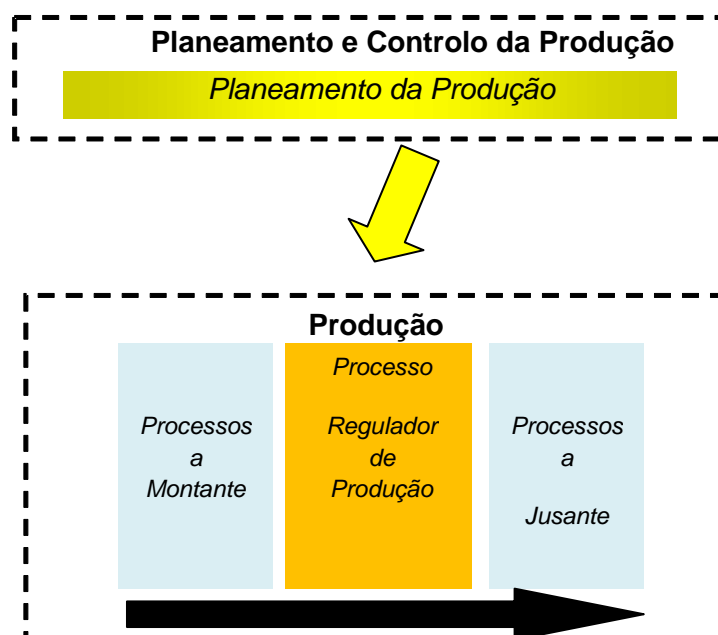 Planeamento e Controlo da Produção
Planeamento da Produção
Produção
Processos
a
Montante
Processo
Regulador
de
Produção
Processos
a
Jusante